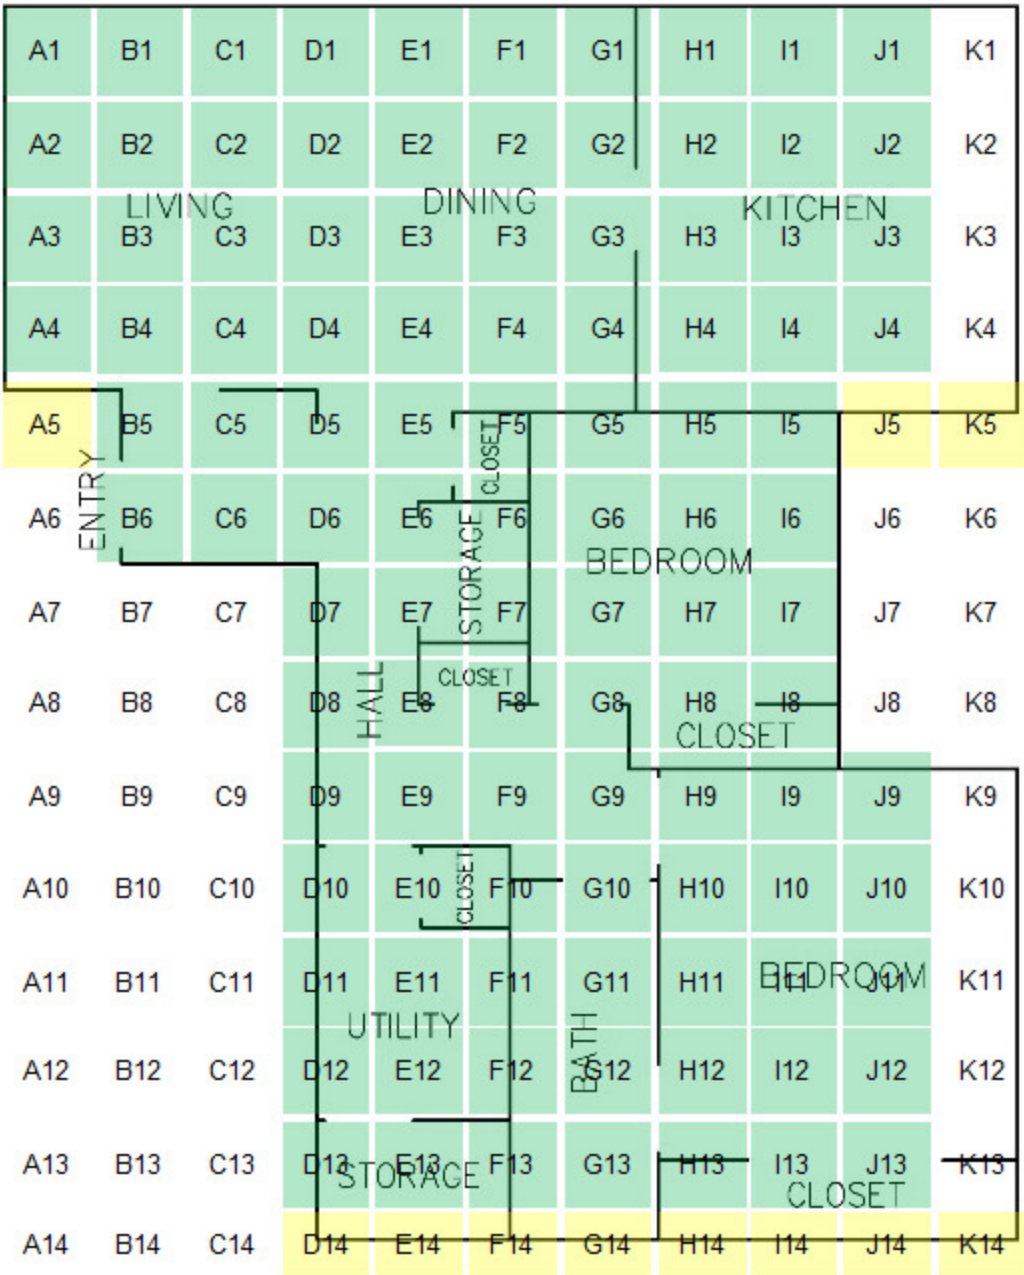 A1 B1 C1 D1 E1 F1 G1 H1 I1 J1 K1
A2 B2 C2 D2 E2 F2 G2 H2 I2 J2 K2
LIVING DINING KITCHEN
A3 B3 C3 D3 E3 F3 G3 H3 I3 J3 K3
A4 B4 C4 D4 E4 F4 G4 H4 I4 J4 K4
A5 B5 C5 D5 E5 F5 G5 H5 I5 J5 K5
CLOSET
ENTRY
A6 B6 C6 D6 E6 F6 G6 H6 I6 J6 K6
STORAGE BEDROOM
A7 B7 C7 D7 E7 F7 G7 H7 I7 J7 K7
CLOSET
A8 B8 C8 D8 E8 F8 G8 H8 I8 J8 K8
HALL CLOSET
A9 B9 C9 D9 E9 F9 G9 H9 I9 J9 K9
A10 B10 C10 D10 E10 F10 G10 H10 I10 J10 K10
CLOSET
A11 B11 C11 D11 E11 F11 G11 H11 I11 J11 K11
BEDROOM
UTILITY
BATH
A12 B12 C12 D12 E12 F12 G12 H12 I12 J12 K12
A13 B13 C13 D13 E13 F13 G13 H13 I13 J13 K13
STORAGE CLOSET
A14 B14 C14 D14 E14 F14 G14 H14 I14 J14 K14